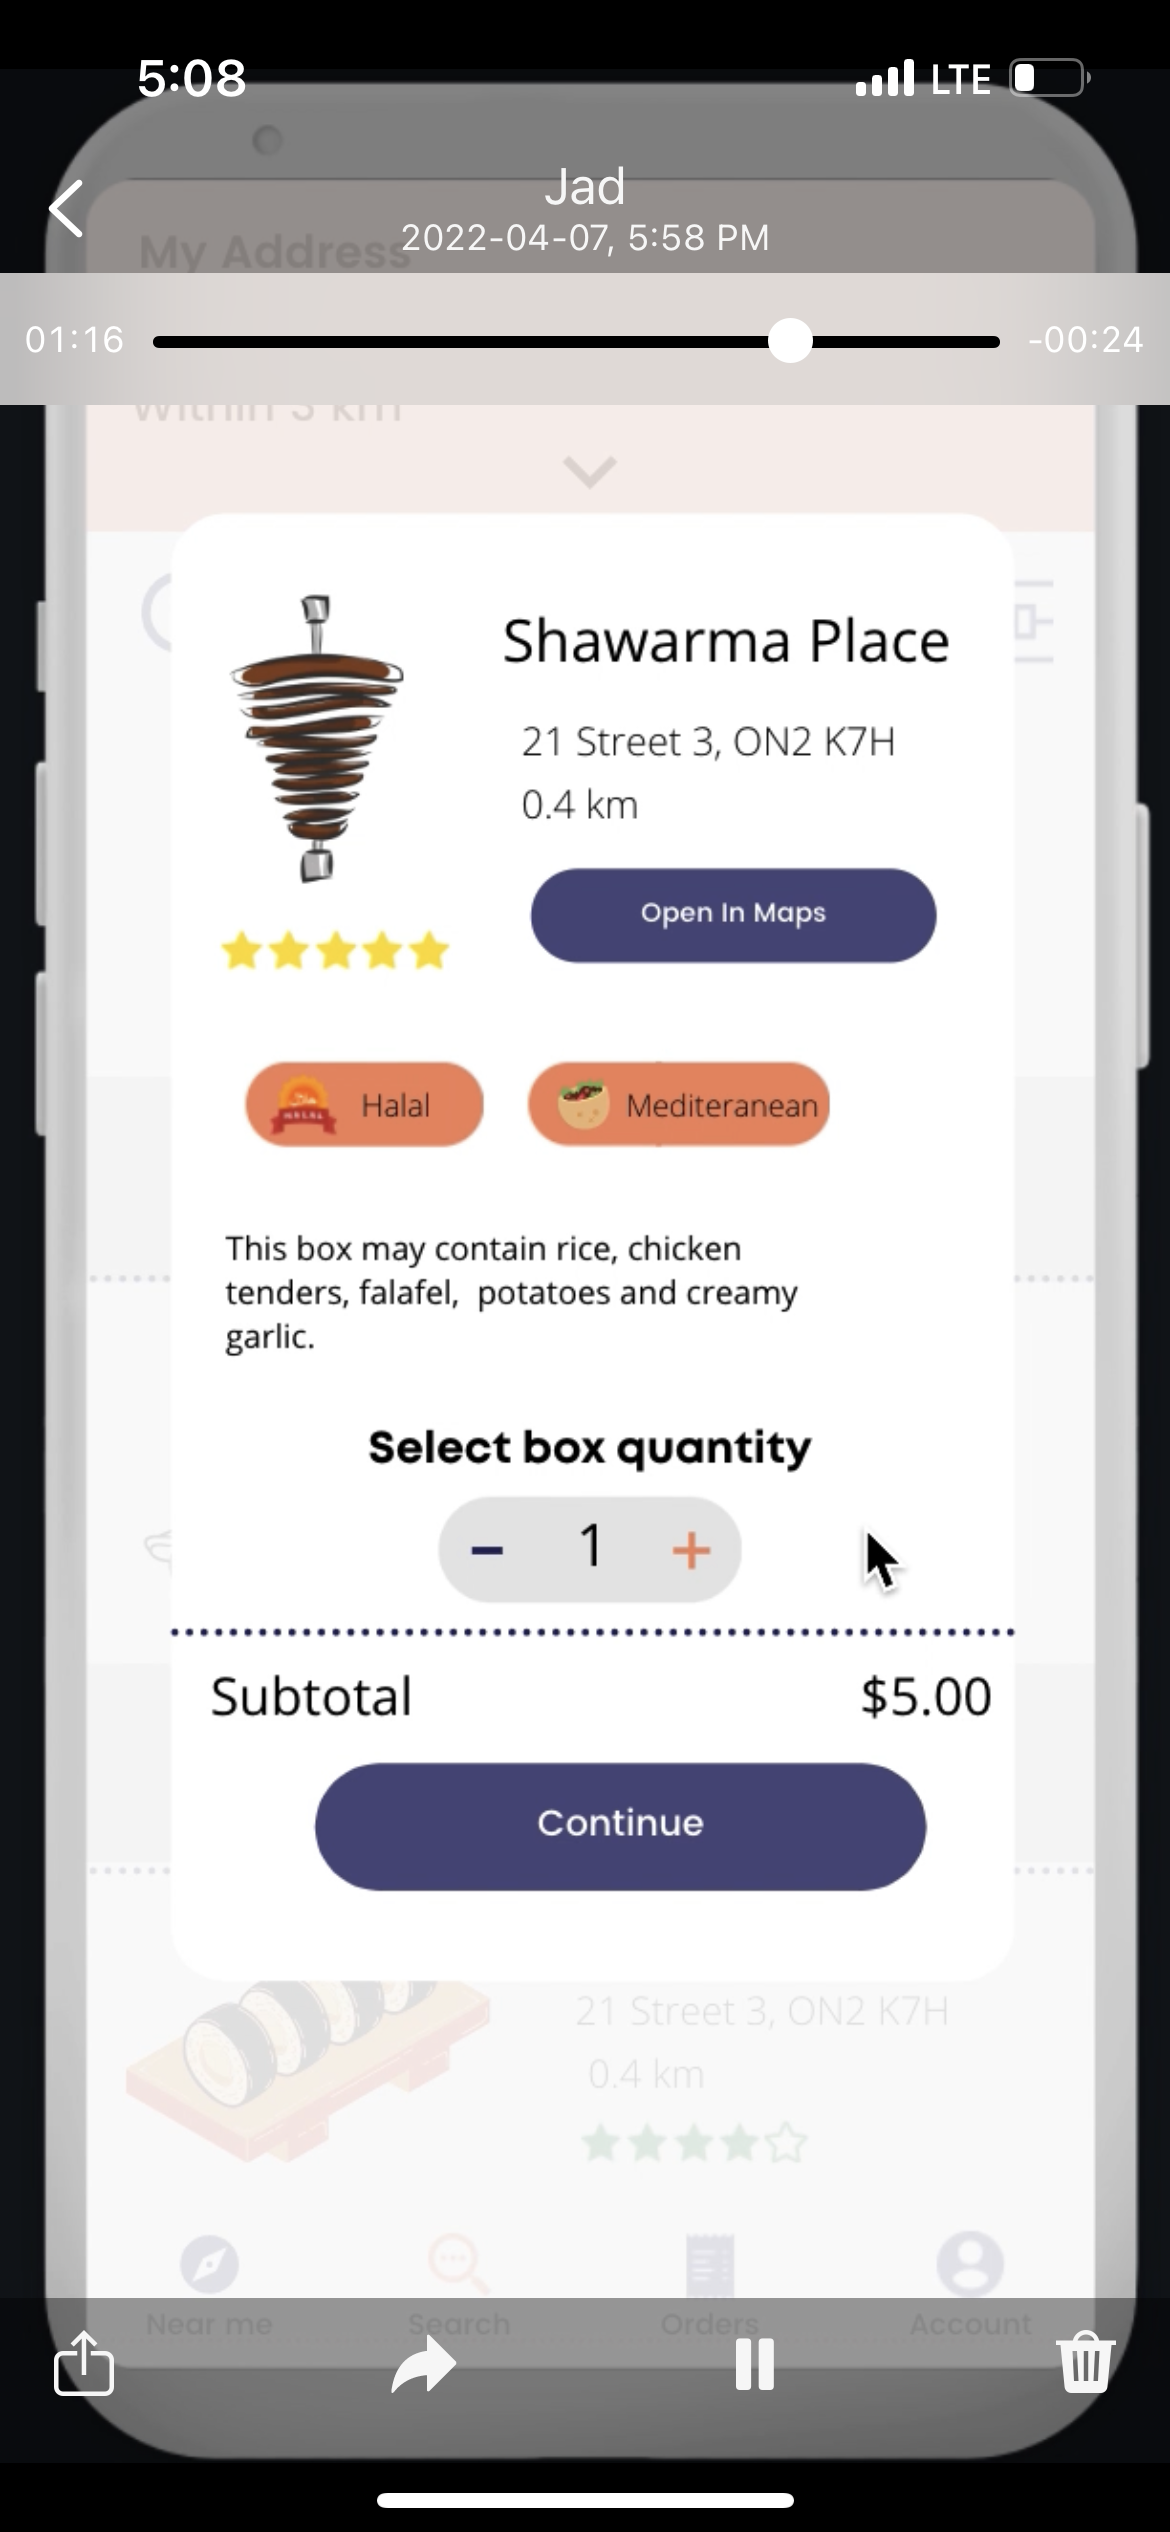 5:08
LTE
Jad
2022-04-07, 5:58 PM
My Address
01:16
-00:24
Within 5 km
Shawarma Place
21 Street 3, ON2 K7H
0.4 km
Open In Maps
Halal
HALAL
Mediteranean
This box may contain rice, chicken
tenders, falafel,  potatoes and creamy
garlic.
Select box quantity
− 1 +
Subtotal
$5.00
Continue
21 Street 3, ON2 K7H
0.4 km
Near me
Search
Orders
Account